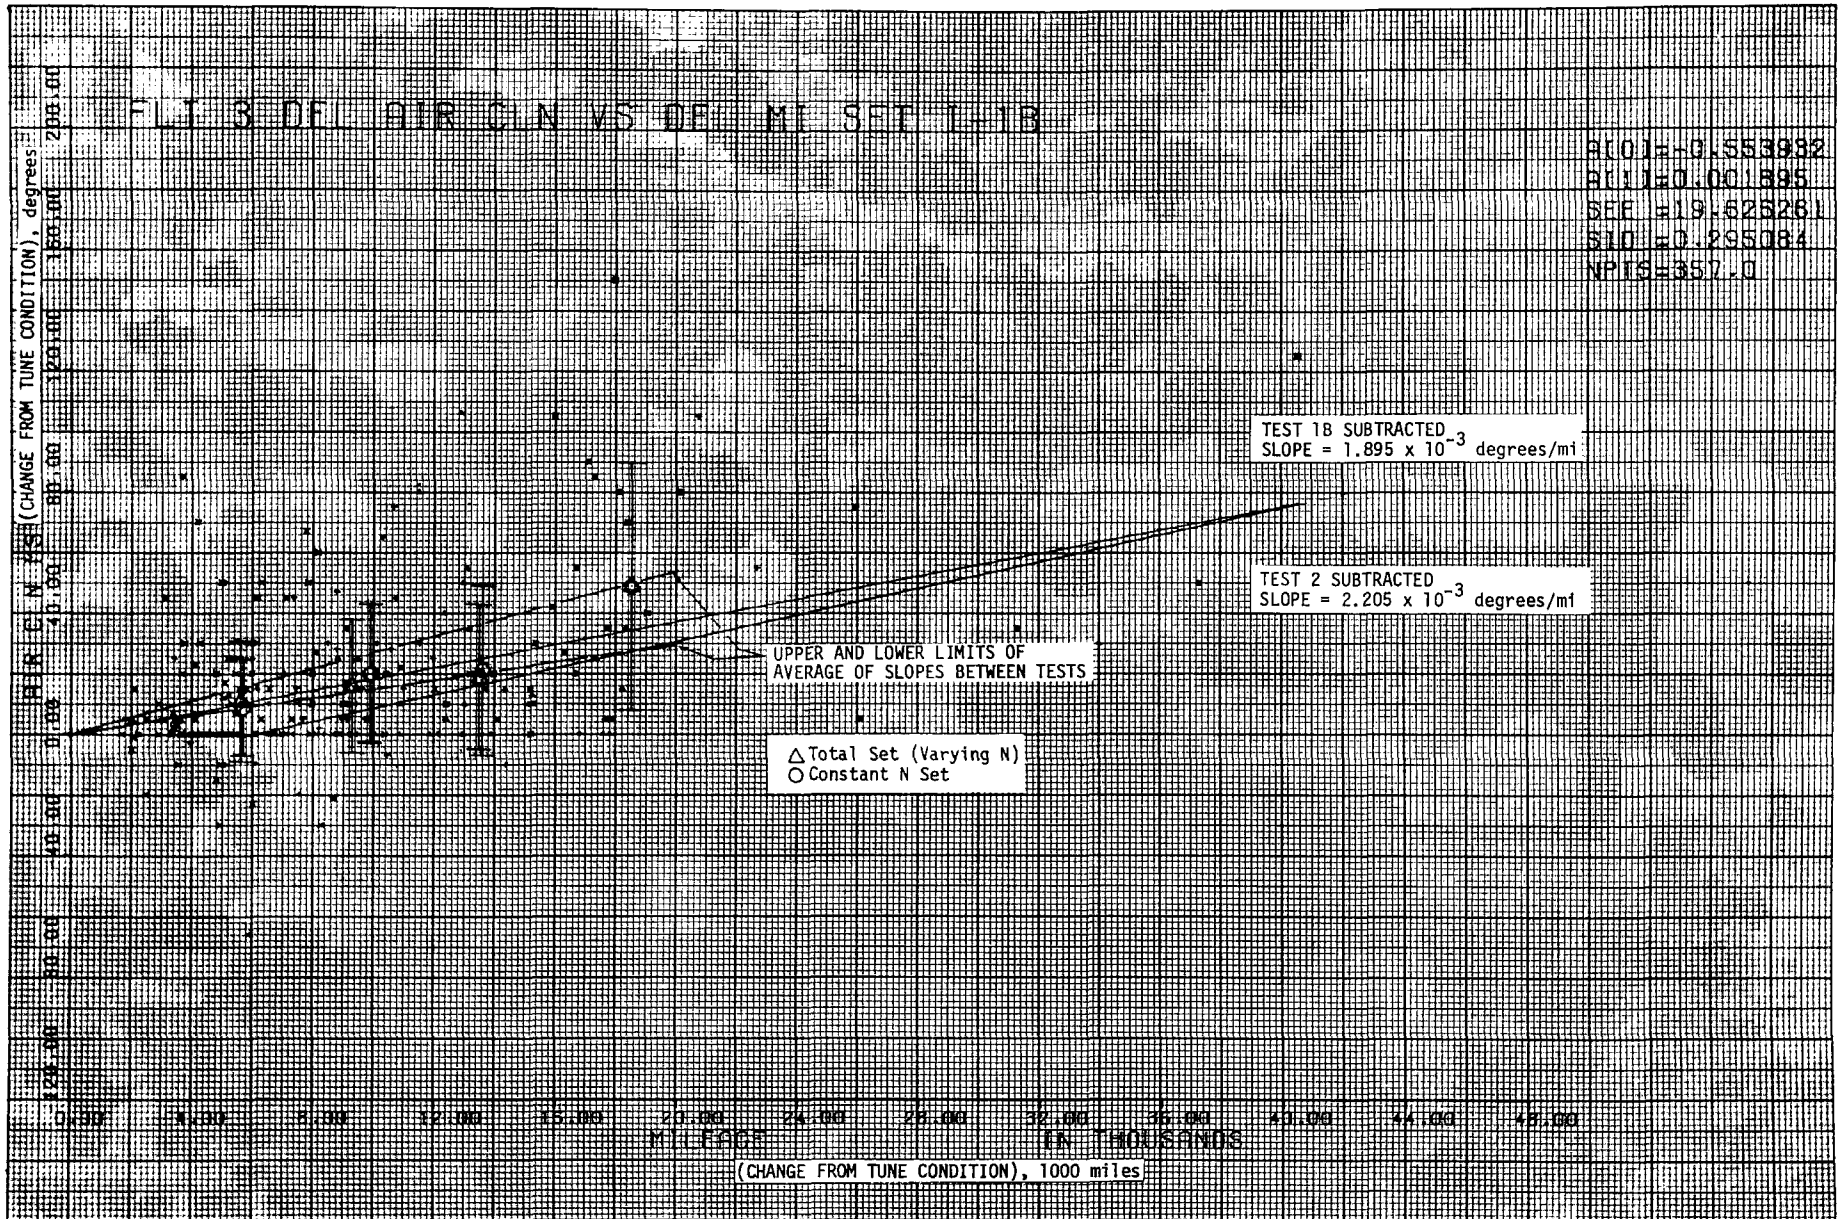 FLT 3 DEL AIR CLN VS DEL MI SET 1-1B
A(0)=-0.553932
A(1)=0.001895
SEE =19.625261
SID =0.295084
NPTS=357.0
(CHANGE FROM TUNE CONDITION), degrees
AIR CLN MS
200.00
160.00
120.00
80.00
40.00
0.00
-40.00
-80.00
-120.00
TEST 1B SUBTRACTED
SLOPE = 1.895 x 10⁻³ degrees/mi
TEST 2 SUBTRACTED
SLOPE = 2.205 x 10⁻³ degrees/mi
UPPER AND LOWER LIMITS OF
AVERAGE OF SLOPES BETWEEN TESTS
△ Total Set (Varying N)
○ Constant N Set
0.00 4.00 8.00 12.00 16.00 20.00 24.00 28.00 32.00 36.00 40.00 44.00 48.00
MILEAGE IN THOUSANDS
(CHANGE FROM TUNE CONDITION), 1000 miles